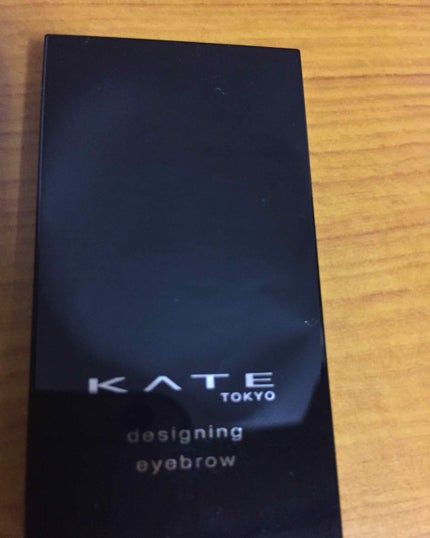 KATE
TOKYO
designing
eyebrow